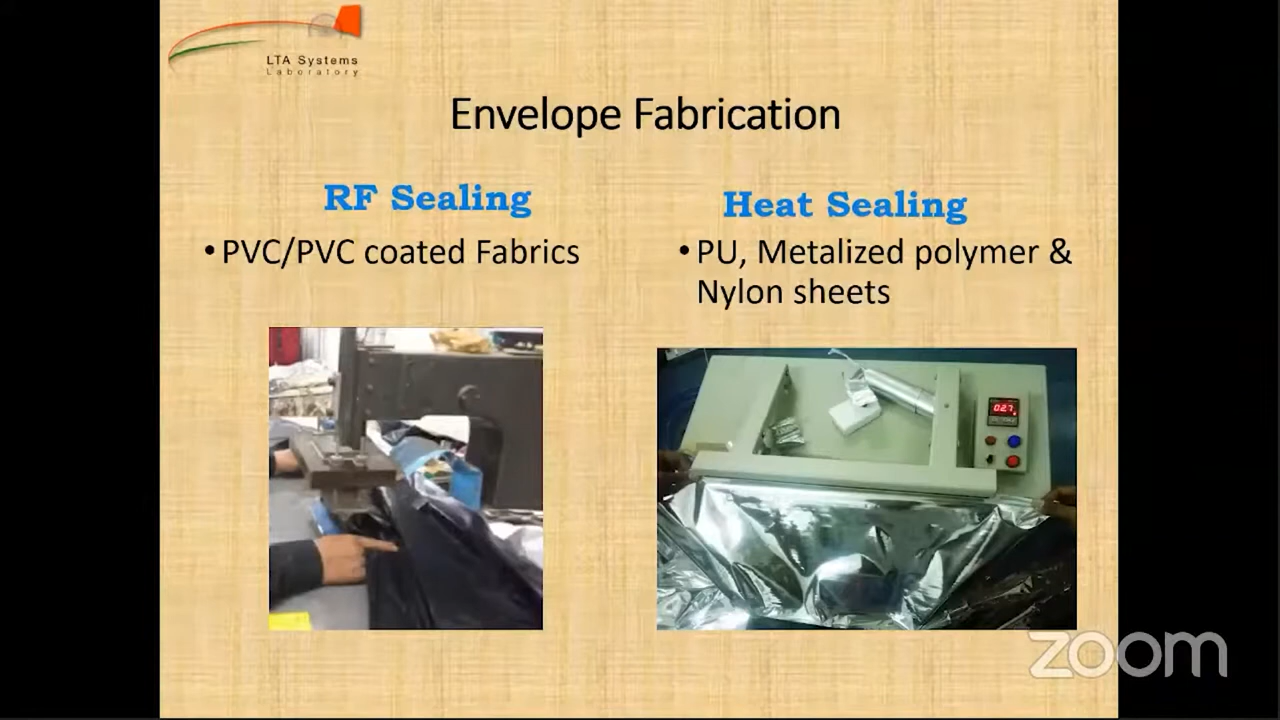 LTA Systems
Laboratory
Envelope Fabrication
RF Sealing
• PVC/PVC coated Fabrics
Heat Sealing
• PU, Metalized polymer &
Nylon sheets
027
zoom